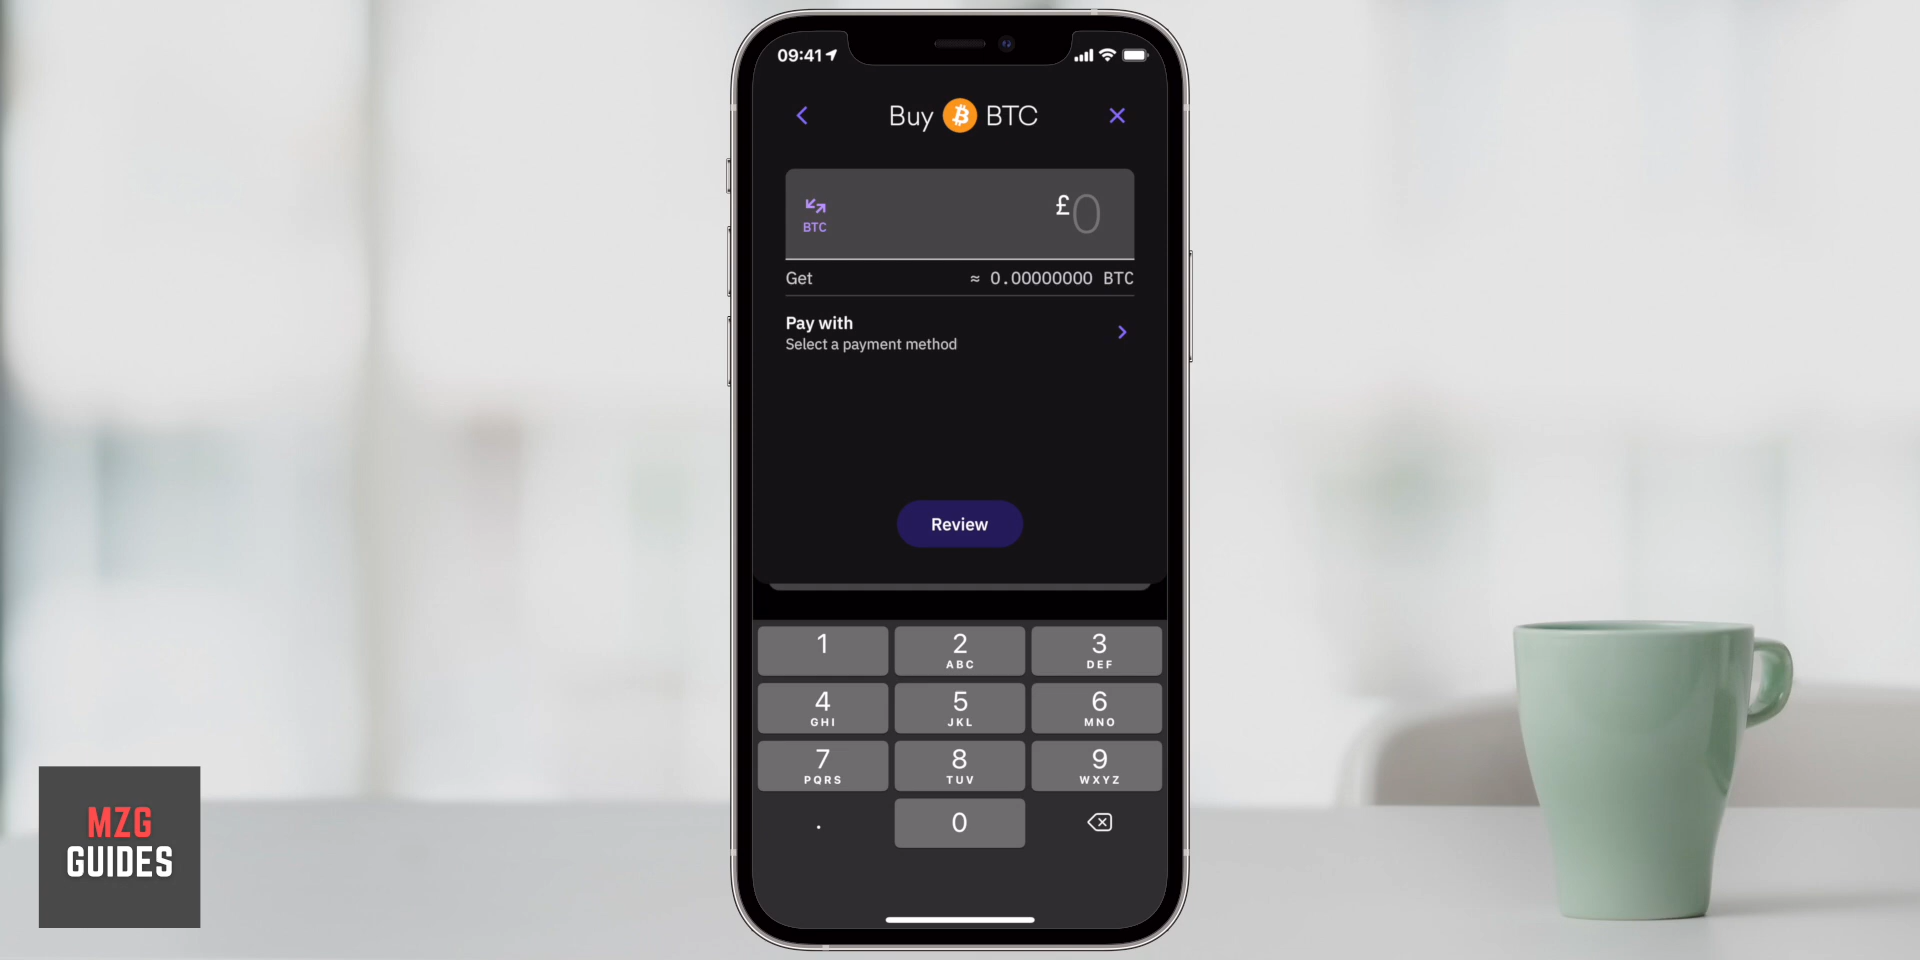 09:41
Buy BTC
£0
BTC
Get ≈ 0.00000000 BTC
Pay with
Select a payment method
Review
1 2 3
ABC DEF
4 5 6
GHI JKL MNO
7 8 9
PQRS TUV WXYZ
. 0
MZG
GUIDES